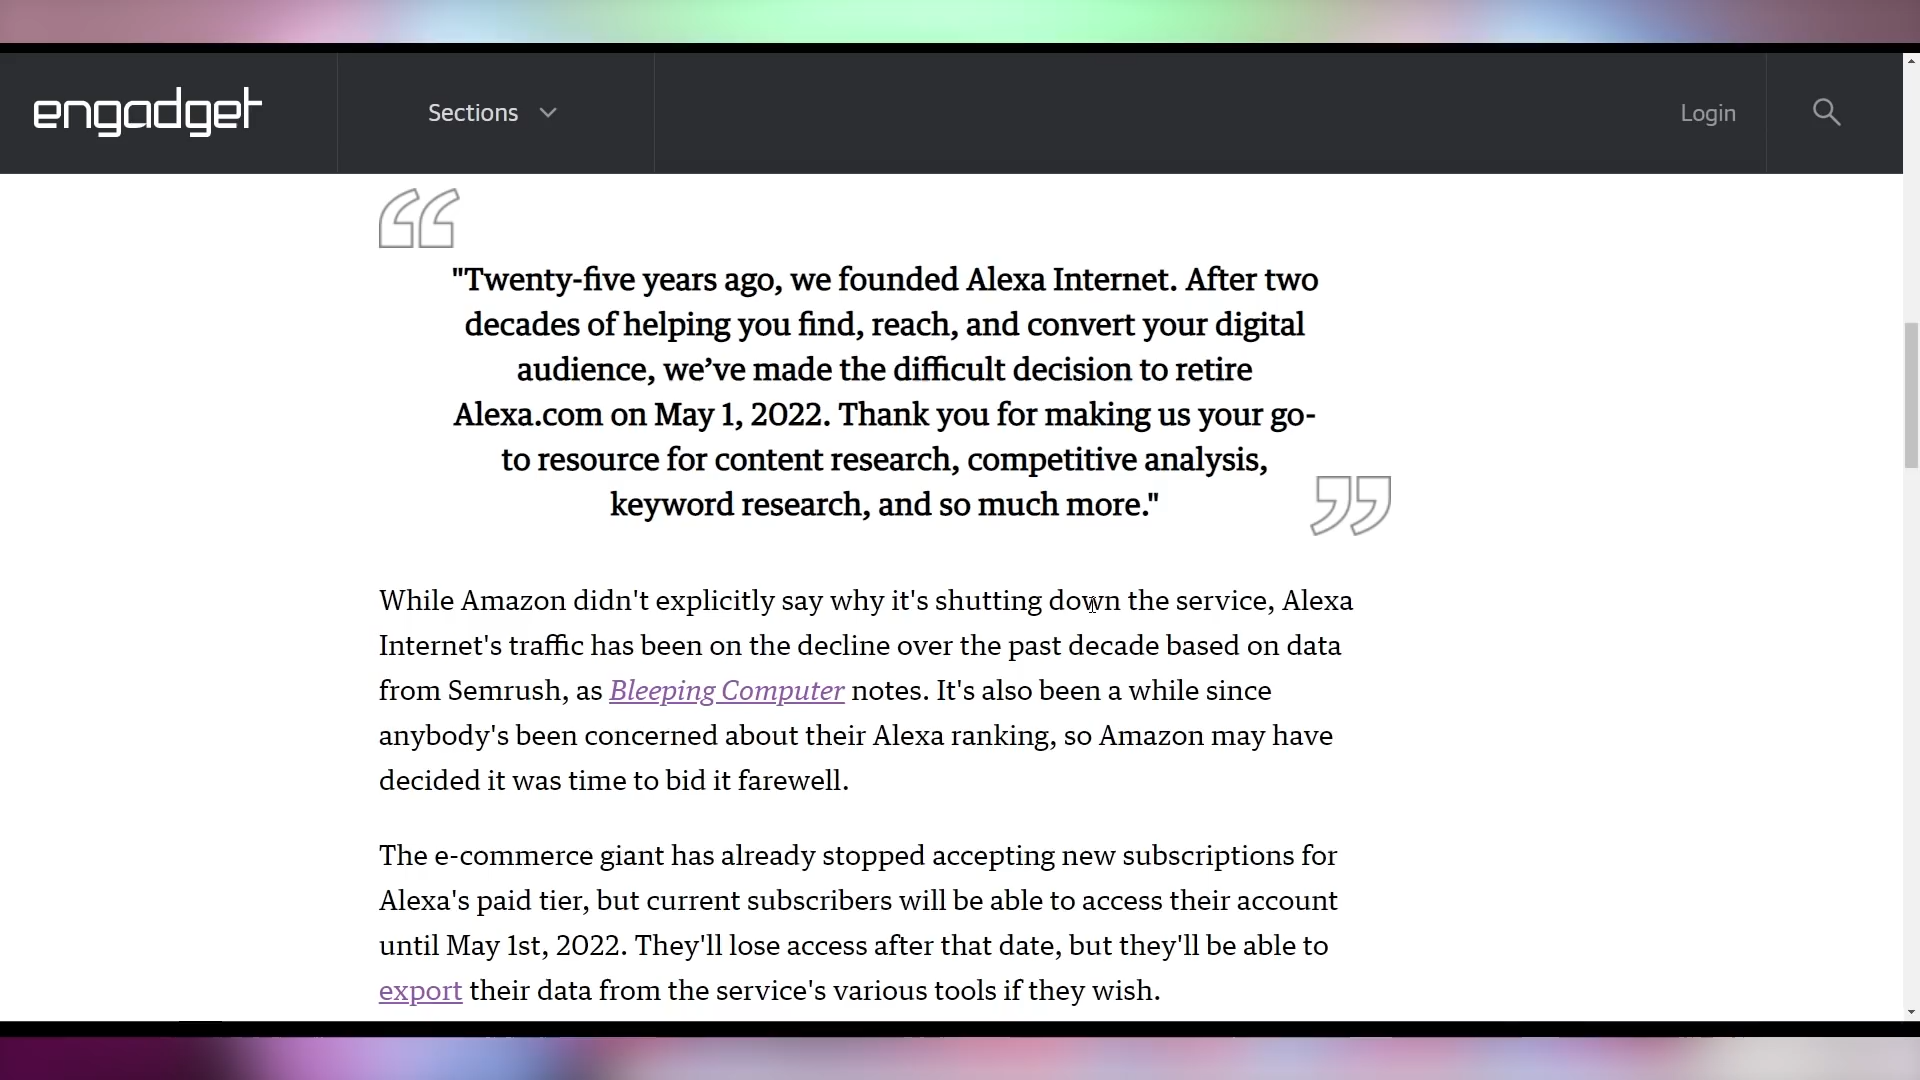 engadget
Sections
Login
"Twenty-five years ago, we founded Alexa Internet. After two
decades of helping you find, reach, and convert your digital
audience, we’ve made the difficult decision to retire
Alexa.com on May 1, 2022. Thank you for making us your go-
to resource for content research, competitive analysis,
keyword research, and so much more."
While Amazon didn't explicitly say why it's shutting down the service, Alexa
Internet's traffic has been on the decline over the past decade based on data
from Semrush, as Bleeping Computer notes. It's also been a while since
anybody's been concerned about their Alexa ranking, so Amazon may have
decided it was time to bid it farewell.
The e-commerce giant has already stopped accepting new subscriptions for
Alexa's paid tier, but current subscribers will be able to access their account
until May 1st, 2022. They'll lose access after that date, but they'll be able to
export their data from the service's various tools if they wish.